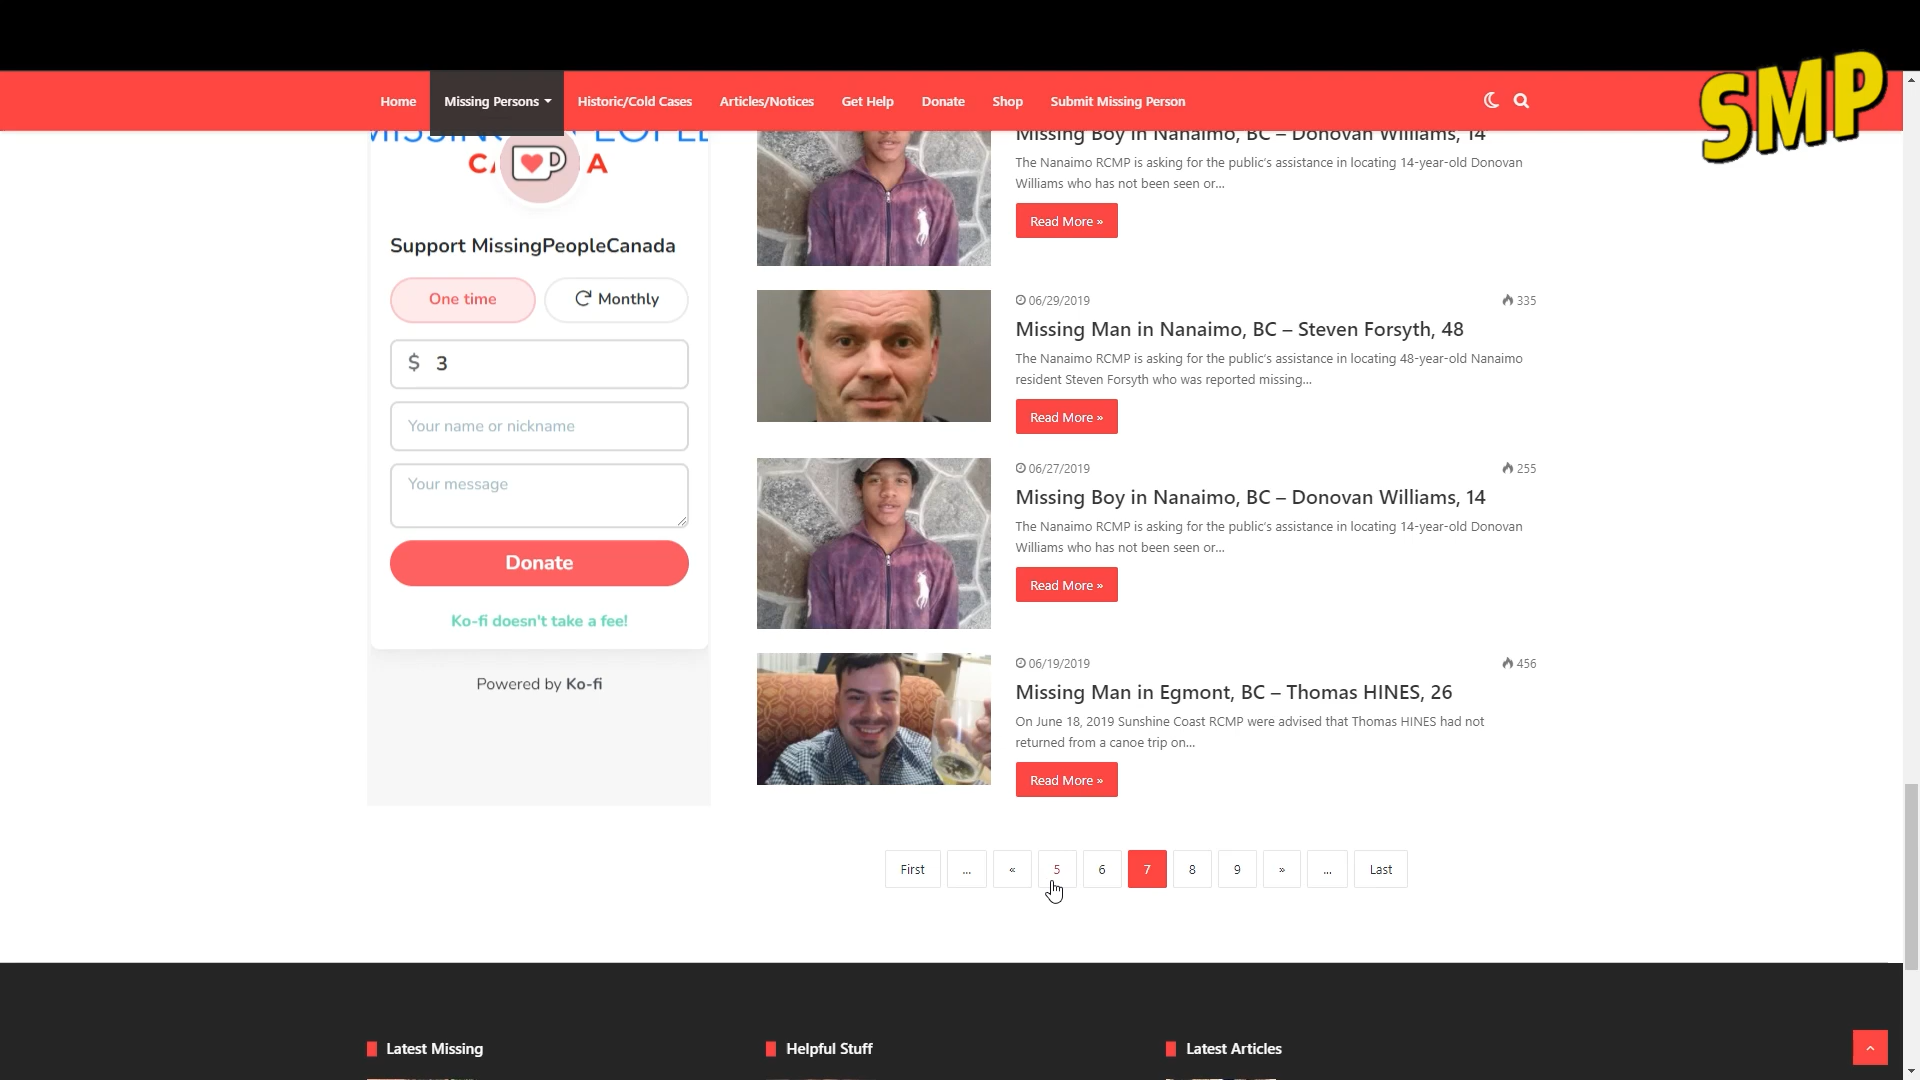 SMP
Home Missing Persons Historic/Cold Cases Articles/Notices Get Help Donate Shop Submit Missing Person
Support MissingPeopleCanada
One time Monthly
$ 3
Your name or nickname
Your message
Donate
Ko-fi doesn't take a fee!
Powered by Ko-fi
Missing Boy in Nanaimo, BC – Donovan Williams, 14
The Nanaimo RCMP is asking for the public's assistance in locating 14-year-old Donovan
Williams who has not been seen or...
Read More »
06/29/2019 335
Missing Man in Nanaimo, BC – Steven Forsyth, 48
The Nanaimo RCMP is asking for the public's assistance in locating 48-year-old Nanaimo
resident Steven Forsyth who was reported missing...
Read More »
06/27/2019 255
Missing Boy in Nanaimo, BC – Donovan Williams, 14
The Nanaimo RCMP is asking for the public's assistance in locating 14-year-old Donovan
Williams who has not been seen or...
Read More »
06/19/2019 456
Missing Man in Egmont, BC – Thomas HINES, 26
On June 18, 2019 Sunshine Coast RCMP were advised that Thomas HINES had not
returned from a canoe trip on...
Read More »
First ... « 5 6 7 8 9 » ... Last
Latest Missing Helpful Stuff Latest Articles